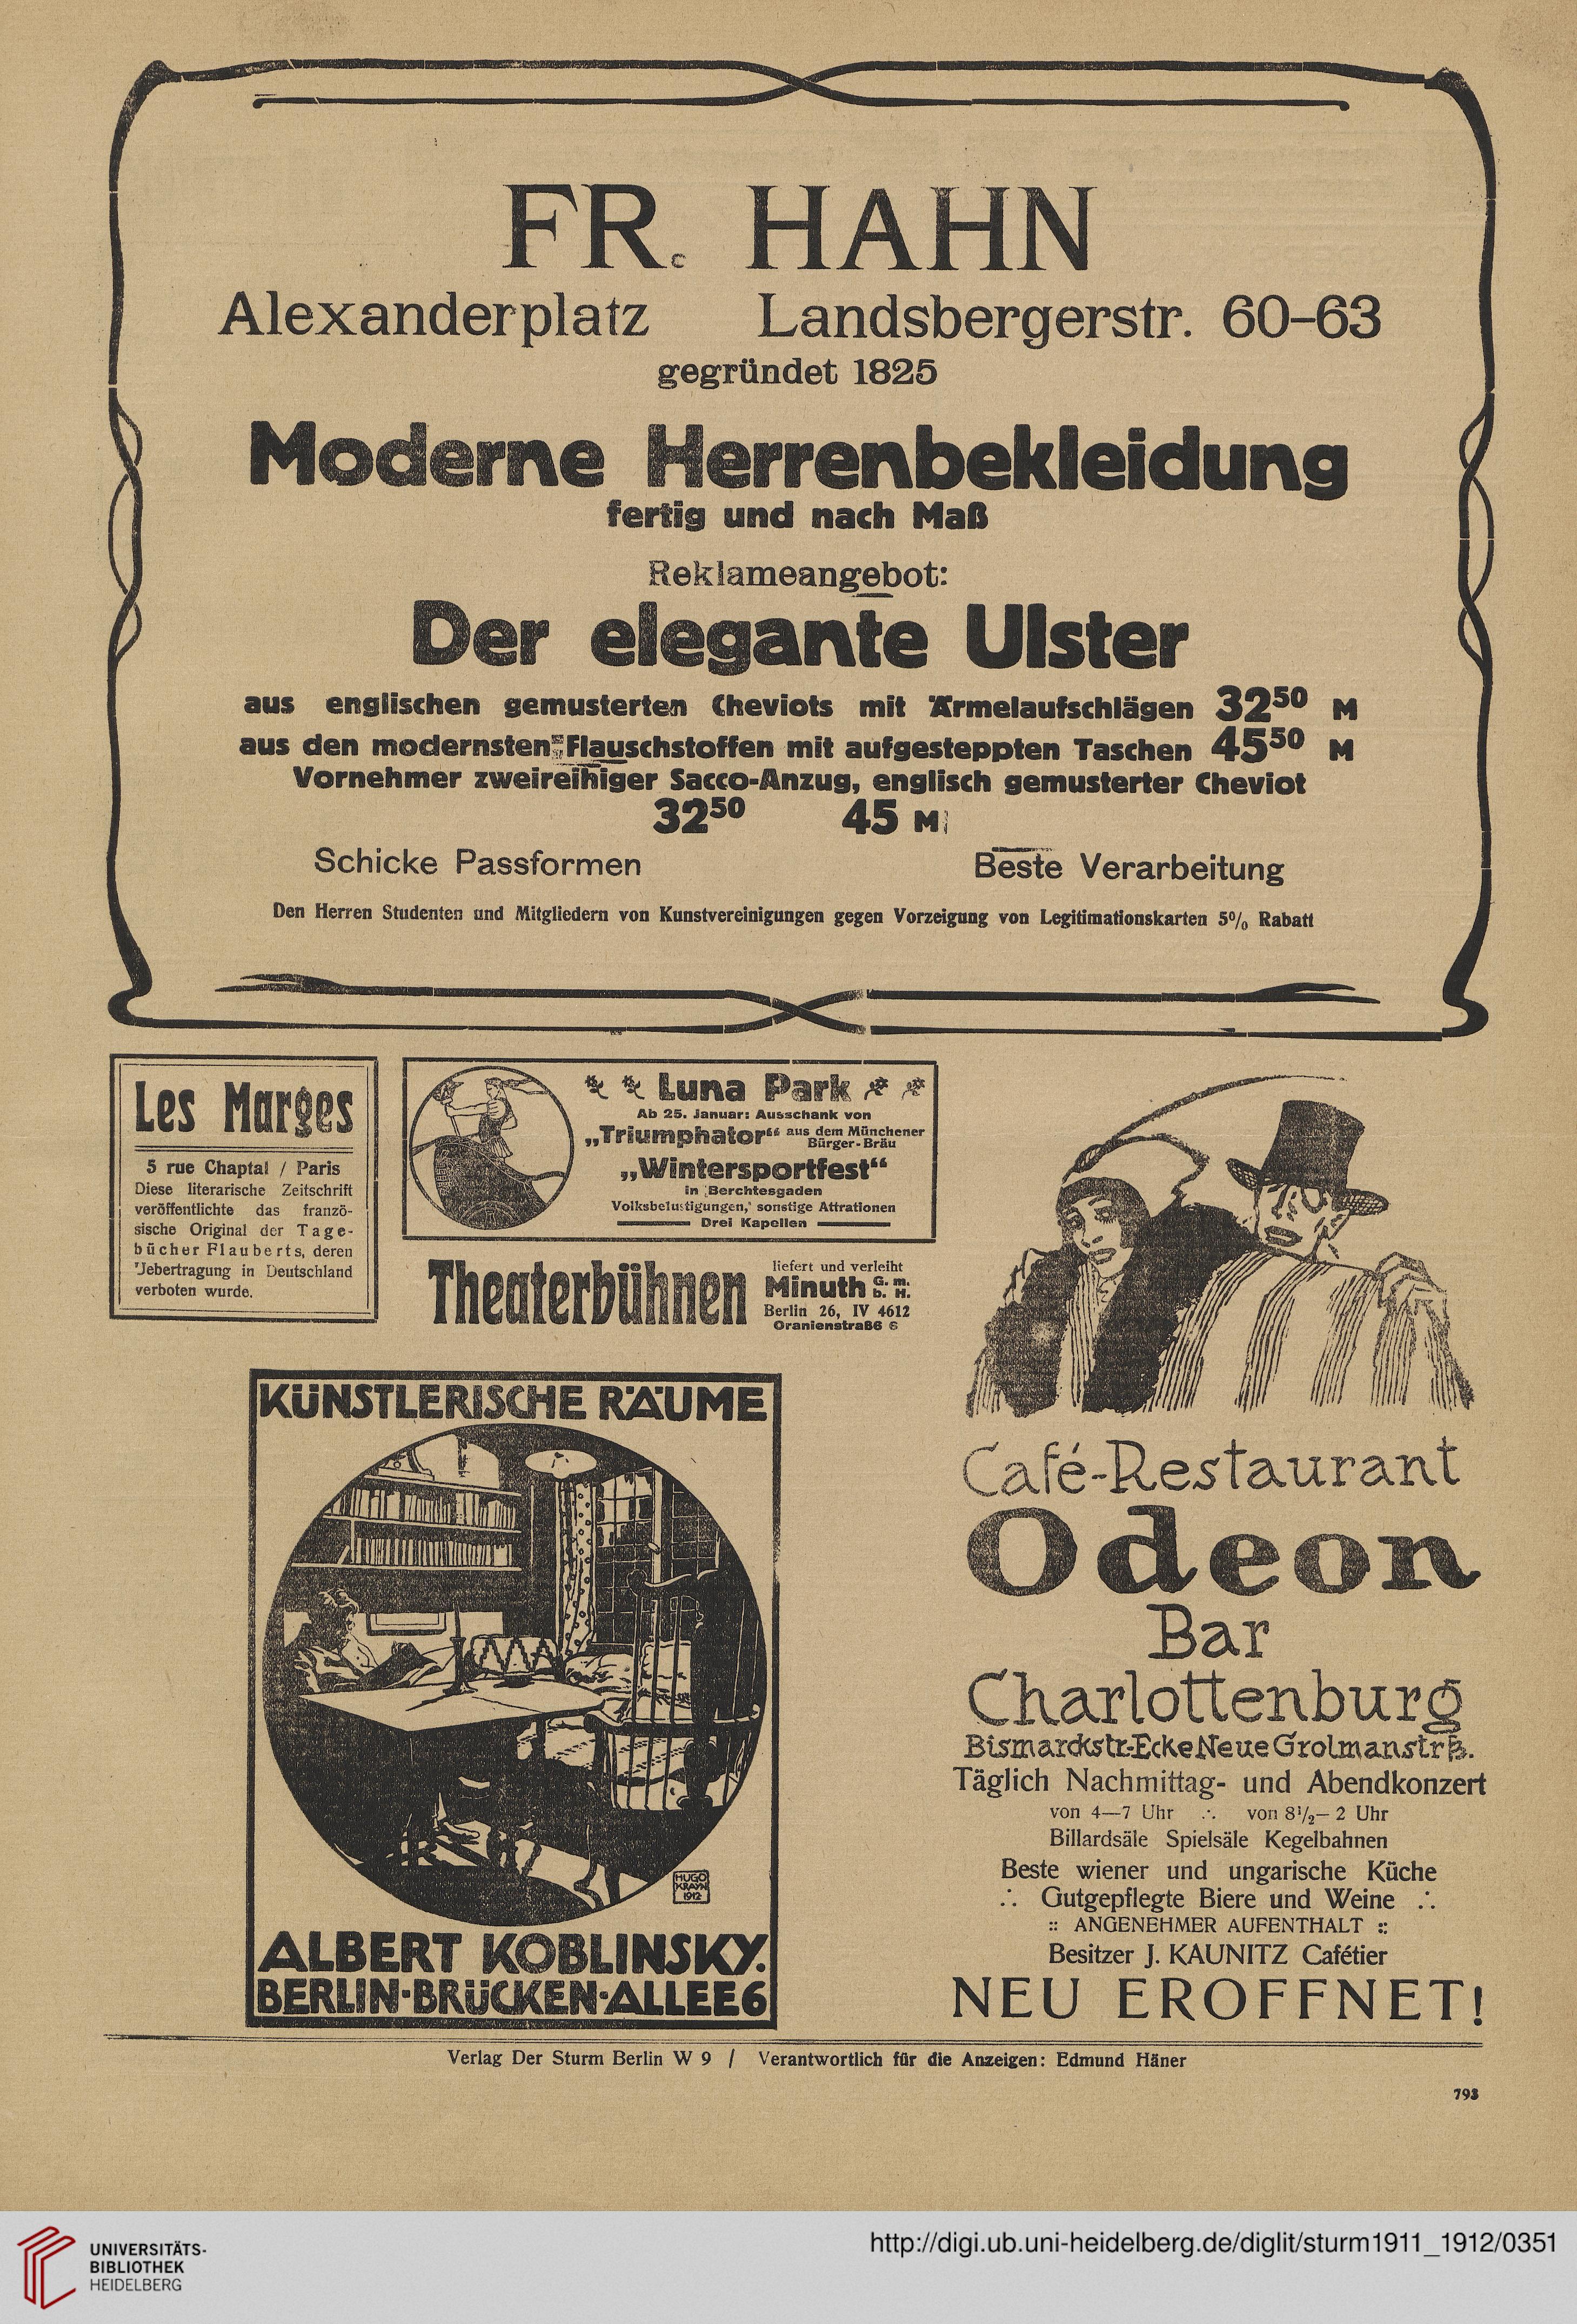 FR. HAHN
Alexanderplatz Landsbergerstr. 60-63
gegründet 1825
Moderne Herrenbekleidung
fertig und nach Maß
Reklameangebot:
Der elegante Ulster
aus englischen gemusterten Cheviots mit Ärmelaufschlägen 32⁵⁰ M
aus den modernsten Flauschstoffen mit aufgesteppten Taschen 45⁵⁰ M
Vornehmer zweireihiger Sacco-Anzug, englisch gemusterter Cheviot
32⁵⁰ 45 M
Schicke Passformen Beste Verarbeitung
Den Herren Studenten und Mitgliedern von Kunstvereinigungen gegen Vorzeigung von Legitimationskarten 5% Rabatt
Les Marges
5 rue Chaptal / Paris
Diese literarische Zeitschrift
veröffentlichte das franzö-
sische Original der Tage-
bücher Flauberts, deren
Uebertragung in Deutschland
verboten wurde.
Luna Park
Ab 25. Januar: Ausschank von
„Triumphator“ aus dem Münchener
Bürger-Bräu
„Wintersportfest“
in Berchtesgaden
Volksbelustigungen, sonstige Attrationen
Drei Kapellen
Theaterbühnen
liefert und verleiht
Minuth G. m. b. H.
Berlin 26, IV 4612
Oranienstraß6 6
KÜNSTLERISCHE RÄUME
HUGO
KRAYN
1912
ALBERT KOBLINSKY.
BERLIN·BRÜCKEN·ALLEE6
Café-Restaurant
Odeon
Bar
Charlottenburg
Bismarckstr-Ecke Neue Grolmanstr.
Täglich Nachmittag- und Abendkonzert
von 4—7 Uhr ∴ von 8½— 2 Uhr
Billardsäle Spielsäle Kegelbahnen
Beste wiener und ungarische Küche
∴ Gutgepflegte Biere und Weine ∴
:: ANGENEHMER AUFENTHALT ::
Besitzer J. KAUNITZ Cafétier
NEU EROFFNET!
Verlag Der Sturm Berlin W 9 / Verantwortlich für die Anzeigen: Edmund Häner
793
UNIVERSITÄTS-
BIBLIOTHEK
HEIDELBERG
http://digi.ub.uni-heidelberg.de/diglit/sturm1911_1912/0351